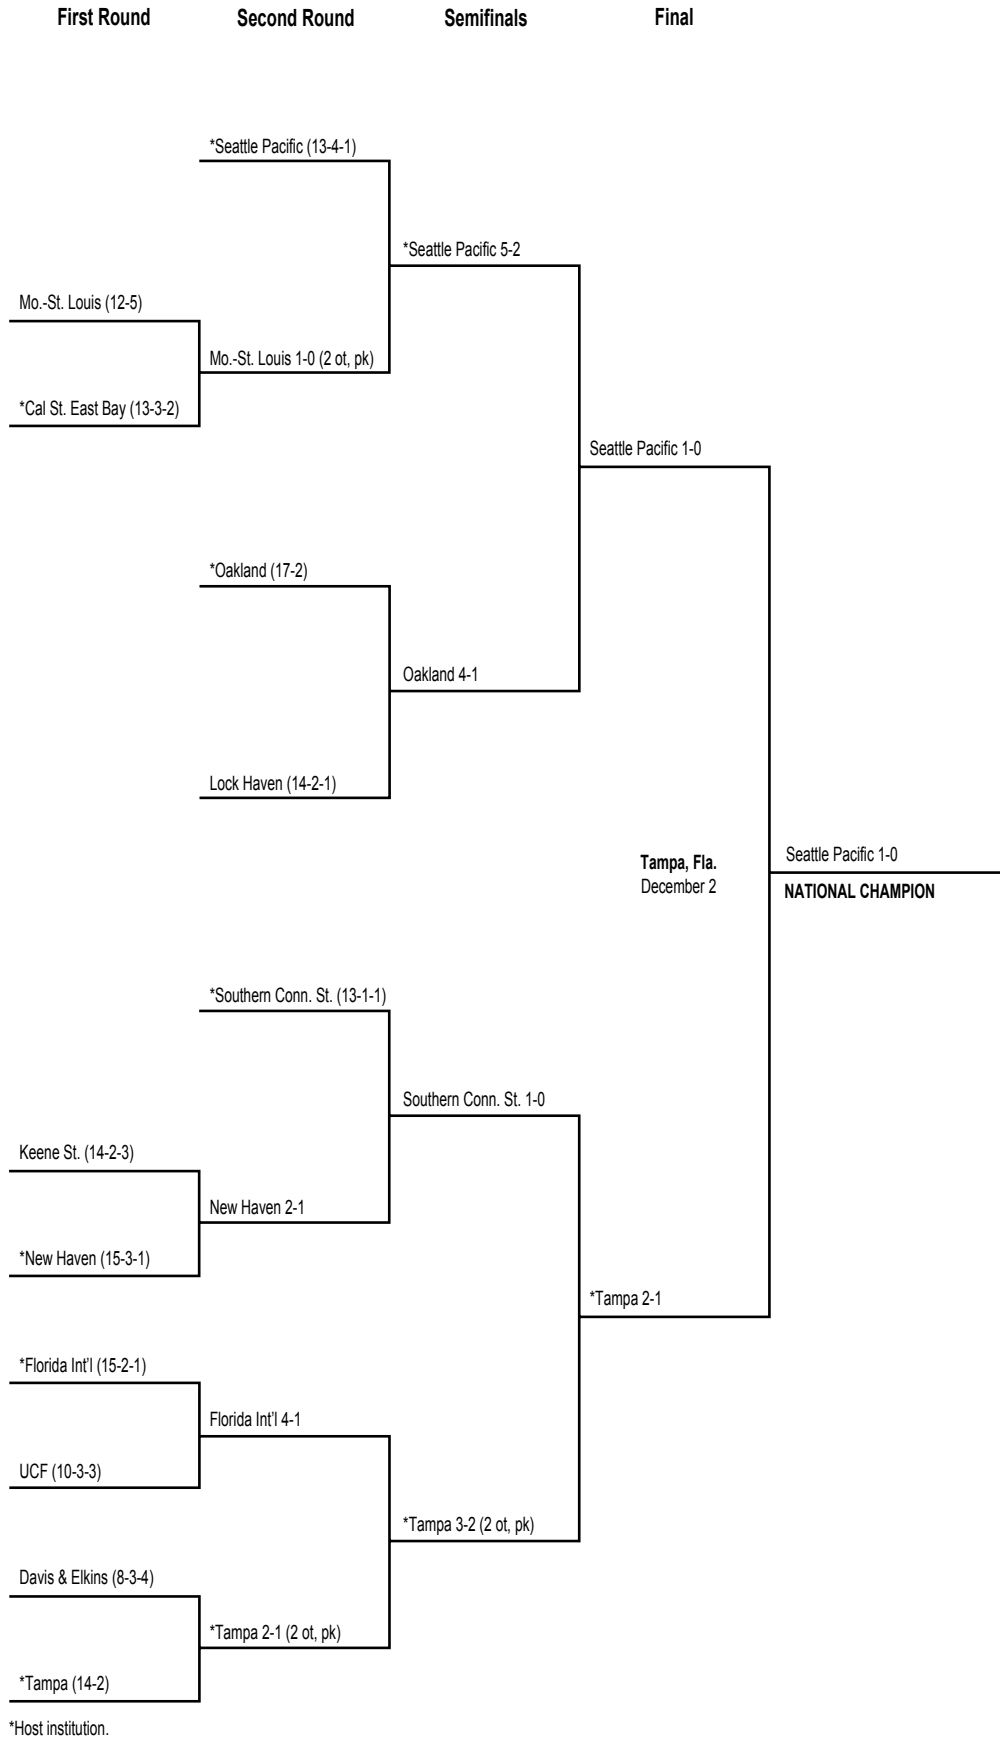 First Round
Second Round
Semifinals
Final
*Seattle Pacific (13-4-1)
*Seattle Pacific 5-2
Mo.-St. Louis (12-5)
Mo.-St. Louis 1-0 (2 ot, pk)
*Cal St. East Bay (13-3-2)
Seattle Pacific 1-0
*Oakland (17-2)
Oakland 4-1
Lock Haven (14-2-1)
Tampa, Fla.
December 2
Seattle Pacific 1-0
NATIONAL CHAMPION
*Southern Conn. St. (13-1-1)
Southern Conn. St. 1-0
Keene St. (14-2-3)
New Haven 2-1
*New Haven (15-3-1)
*Tampa 2-1
*Florida Int'l (15-2-1)
Florida Int'l 4-1
UCF (10-3-3)
*Tampa 3-2 (2 ot, pk)
Davis & Elkins (8-3-4)
*Tampa 2-1 (2 ot, pk)
*Tampa (14-2)
*Host institution.